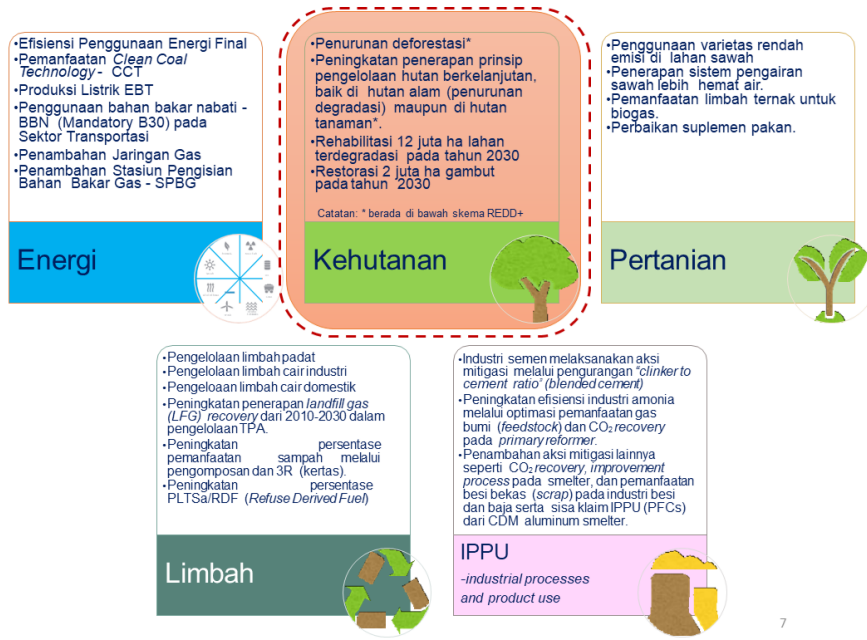 •Efisiensi Penggunaan Energi Final
•Pemanfaatan Clean Coal
Technology - CCT
•Produksi Listrik EBT
•Penggunaan bahan bakar nabati -
BBN (Mandatory B30) pada
Sektor Transportasi
•Penambahan Jaringan Gas
•Penambahan Stasiun Pengisian
Bahan Bakar Gas - SPBG
Energi
•Penurunan deforestasi*
•Peningkatan penerapan prinsip
pengelolaan hutan berkelanjutan,
baik di hutan alam (penurunan
degradasi) maupun di hutan
tanaman*.
•Rehabilitasi 12 juta ha lahan
terdegradasi pada tahun 2030
•Restorasi 2 juta ha gambut
pada tahun 2030
Catatan: * berada di bawah skema REDD+
Kehutanan
•Penggunaan varietas rendah
emisi di lahan sawah
•Penerapan sistem pengairan
sawah lebih hemat air.
•Pemanfaatan limbah ternak untuk
biogas.
•Perbaikan suplemen pakan.
Pertanian
•Pengelolaan limbah padat
•Pengelolaan limbah cair industri
•Pengeloaan limbah cair domestik
•Peningkatan penerapan landfill gas
(LFG) recovery dari 2010-2030 dalam
pengelolaan TPA.
•Peningkatan persentase
pemanfaatan sampah melalui
pengomposan dan 3R (kertas).
•Peningkatan persentase
PLTSa/RDF (Refuse Derived Fuel)
Limbah
•Industri semen melaksanakan aksi
mitigasi melalui pengurangan "clinker to
cement ratio" (blended cement)
•Peningkatan efisiensi industri amonia
melalui optimasi pemanfaatan gas
bumi (feedstock) dan CO₂ recovery
pada primary reformer.
•Penambahan aksi mitigasi lainnya
seperti CO₂ recovery, improvement
process pada smelter, dan pemanfaatan
besi bekas (scrap) pada industri besi
dan baja serta sisa klaim IPPU (PFCs)
dari CDM aluminum smelter.
IPPU
-industrial processes
and product use
7